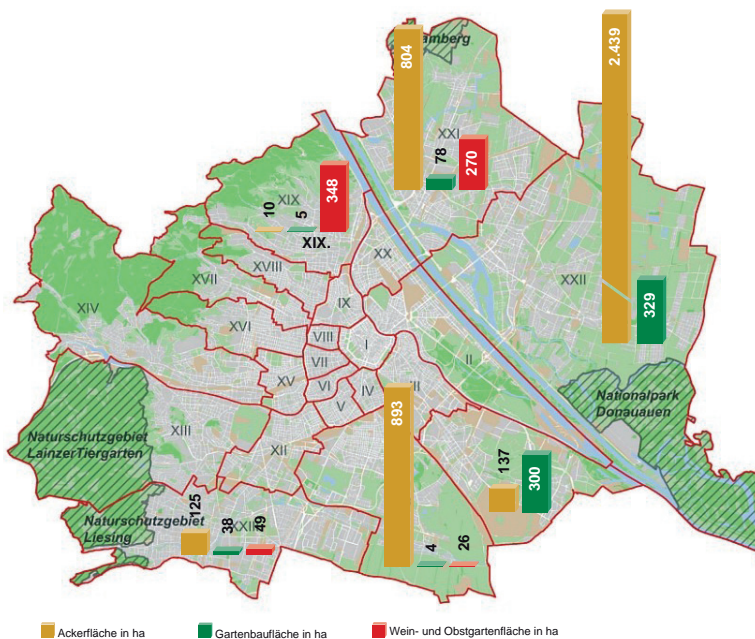 804
amberg
2.439
XXI
78
270
348
XIX
10
5
XIX.
XX
XVIII
XVII
XXII
329
XIV
IX
XVI
VIII
I
VII
II
XV
VI
IV
V
893
Nationalpark
Donauauen
Naturschutzgebiet
LainzerTiergarten
XIII
XII
137
300
125
Naturschutzgebiet
Liesing
38
49
4
26
Ackerfläche in ha
Gartenbaufläche in ha
Wein- und Obstgartenfläche in ha